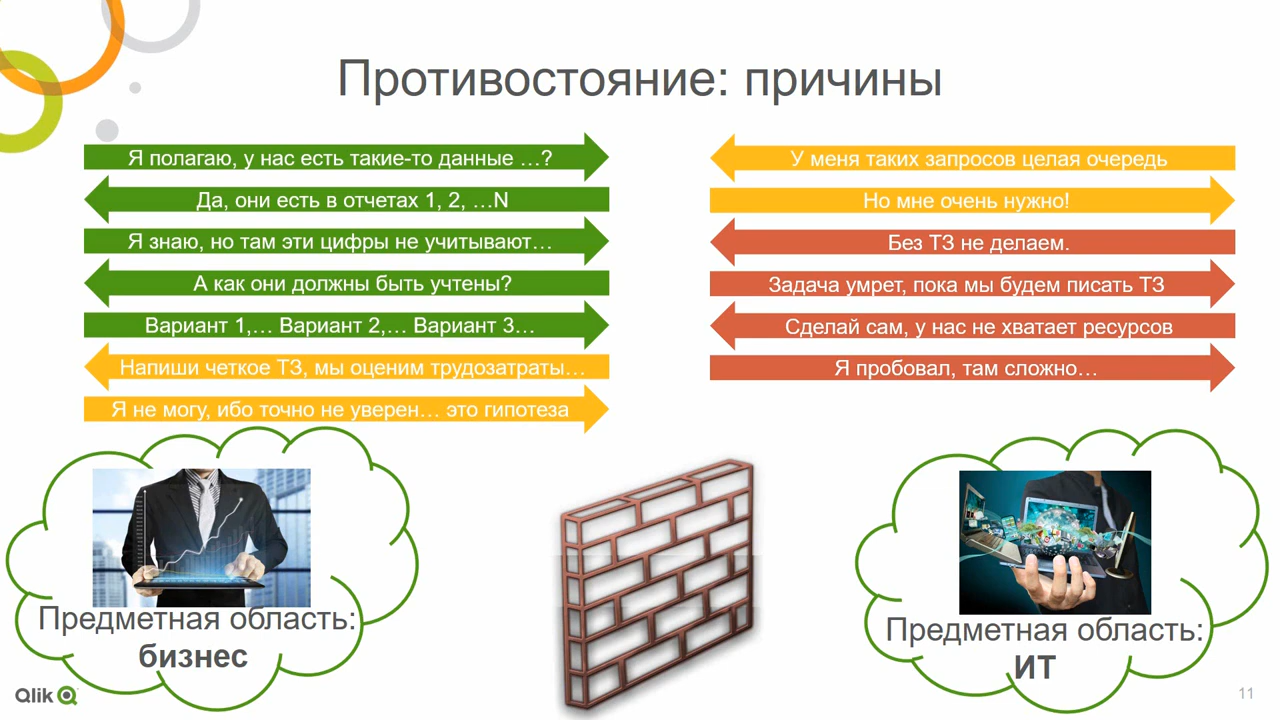 Противостояние: причины
Я полагаю, у нас есть такие-то данные …?
Да, они есть в отчетах 1, 2, …N
Я знаю, но там эти цифры не учитывают…
А как они должны быть учтены?
Вариант 1,… Вариант 2,… Вариант 3…
Напиши четкое ТЗ, мы оценим трудозатраты…
Я не могу, ибо точно не уверен… это гипотеза
У меня таких запросов целая очередь
Но мне очень нужно!
Без ТЗ не делаем.
Задача умрет, пока мы будем писать ТЗ
Сделай сам, у нас не хватает ресурсов
Я пробовал, там сложно…
Предметная область:
бизнес
Предметная область:
ИТ
Qlik
11